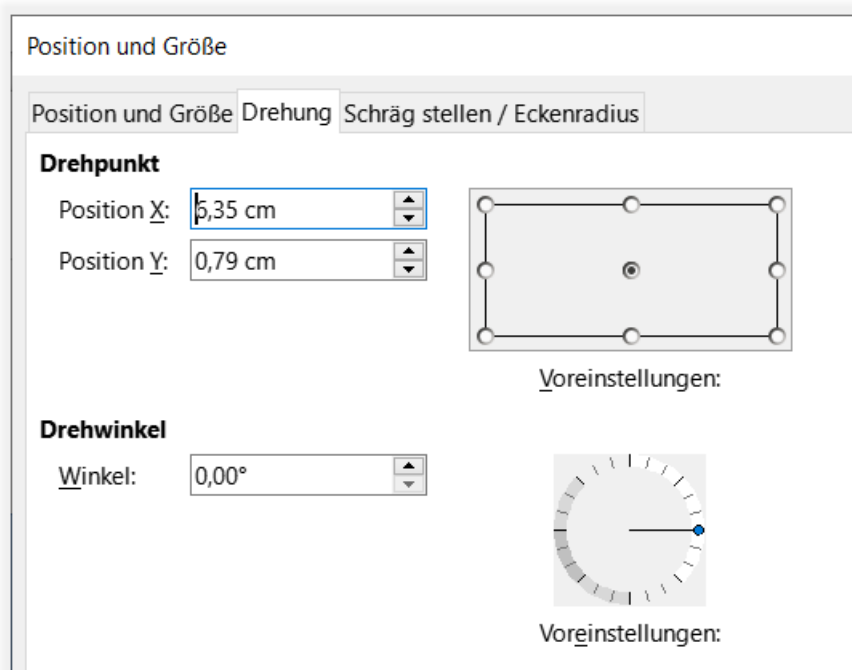 Position und Größe
Position und Größe Drehung Schräg stellen / Eckenradius
Drehpunkt
Position X: 6,35 cm
Position Y: 0,79 cm
Voreinstellungen:
Drehwinkel
Winkel: 0,00°
Voreinstellungen: